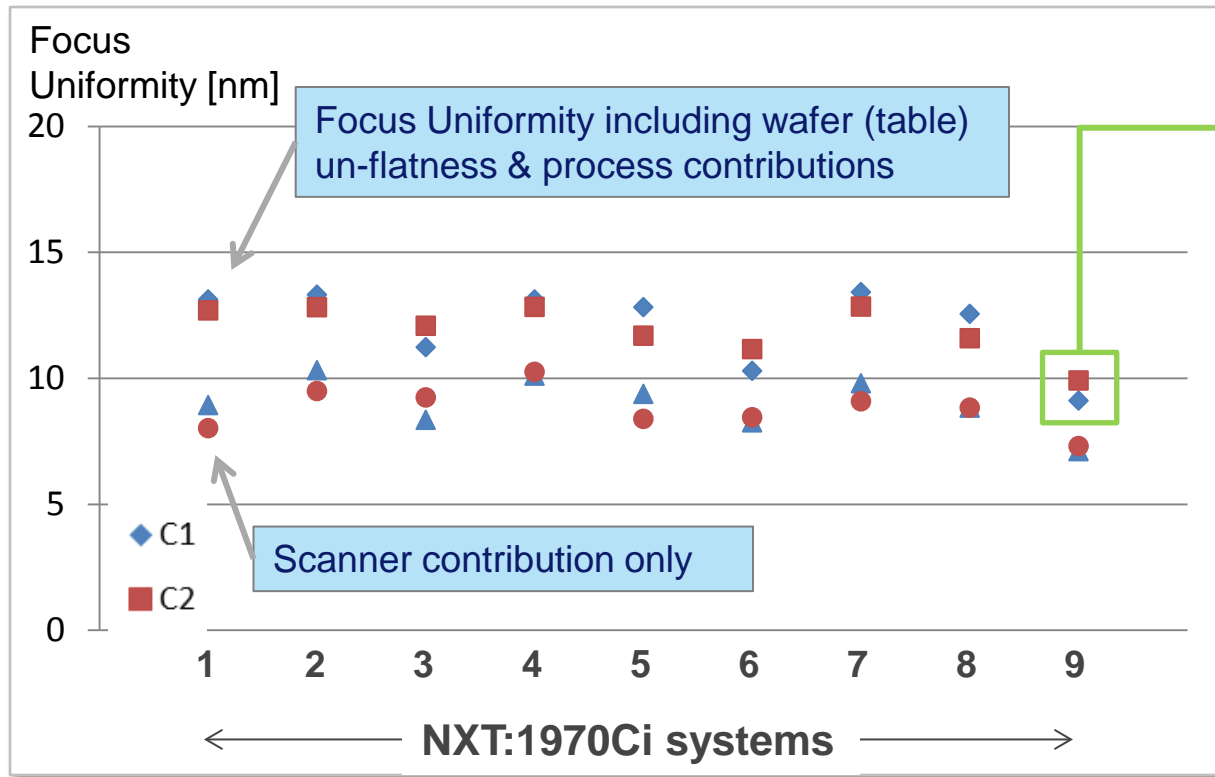 Focus
Uniformity [nm]
Focus Uniformity including wafer (table)
un-flatness & process contributions
20
15
10
5
0
C1
C2
Scanner contribution only
1 2 3 4 5 6 7 8 9
NXT:1970Ci systems